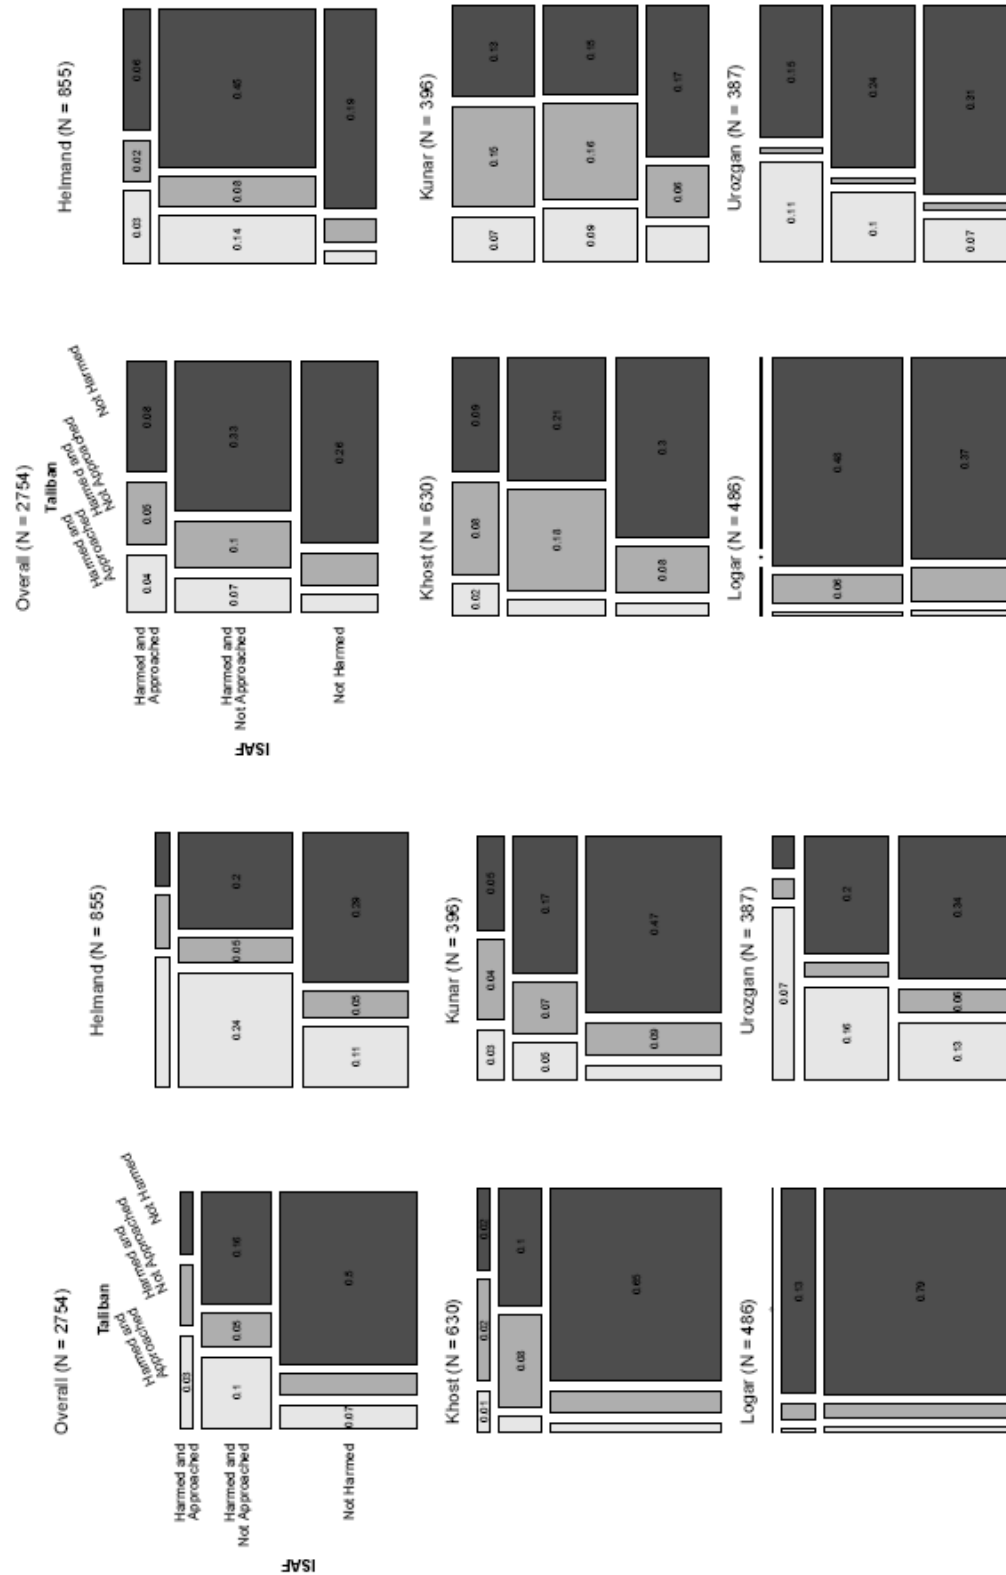 Overall (N = 2754)
Taliban
Harmed and
Approached
Harmed and
Not Approached
Not Harmed
Harmed and
Approached
Harmed and
Not Approached
Not Harmed
ISAF
0.04
0.05
0.08
0.07
0.1
0.33
0.26
Helmand (N = 855)
0.03
0.02
0.06
0.14
0.08
0.45
0.19
Khost (N = 630)
0.02
0.08
0.09
0.18
0.21
0.08
0.3
Kunar (N = 396)
0.07
0.15
0.13
0.09
0.16
0.15
0.06
0.17
Logar (N = 486)
0.06
0.48
0.37
Urozgan (N = 387)
0.11
0.15
0.1
0.24
0.07
0.31
Overall (N = 2754)
Taliban
Harmed and
Approached
Harmed and
Not Approached
Not Harmed
Harmed and
Approached
Harmed and
Not Approached
Not Harmed
ISAF
0.03
0.1
0.05
0.16
0.07
0.5
Helmand (N = 855)
0.24
0.05
0.2
0.11
0.05
0.29
Khost (N = 630)
0.01
0.02
0.02
0.08
0.1
0.65
Kunar (N = 396)
0.03
0.04
0.05
0.05
0.07
0.17
0.09
0.47
Logar (N = 486)
0.13
0.79
Urozgan (N = 387)
0.07
0.16
0.2
0.13
0.06
0.34